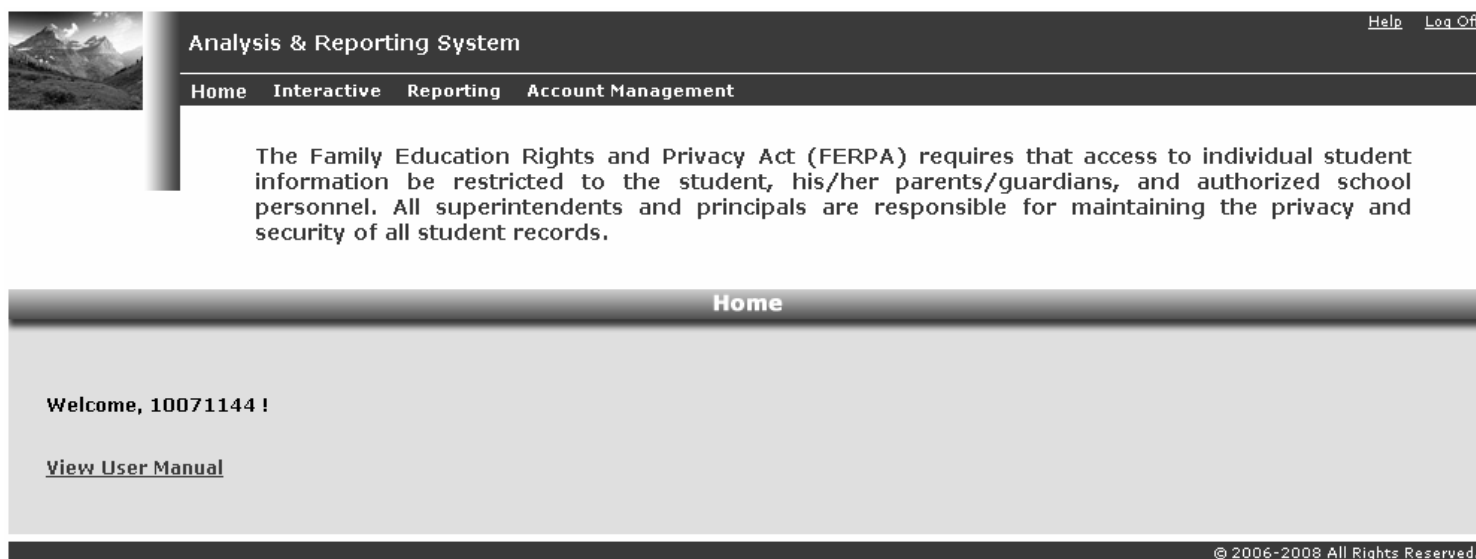 Help Log Off
Analysis & Reporting System
Home Interactive Reporting Account Management
The Family Education Rights and Privacy Act (FERPA) requires that access to individual student
information be restricted to the student, his/her parents/guardians, and authorized school
personnel. All superintendents and principals are responsible for maintaining the privacy and
security of all student records.
Home
Welcome, 10071144 !
View User Manual
© 2006-2008 All Rights Reserved